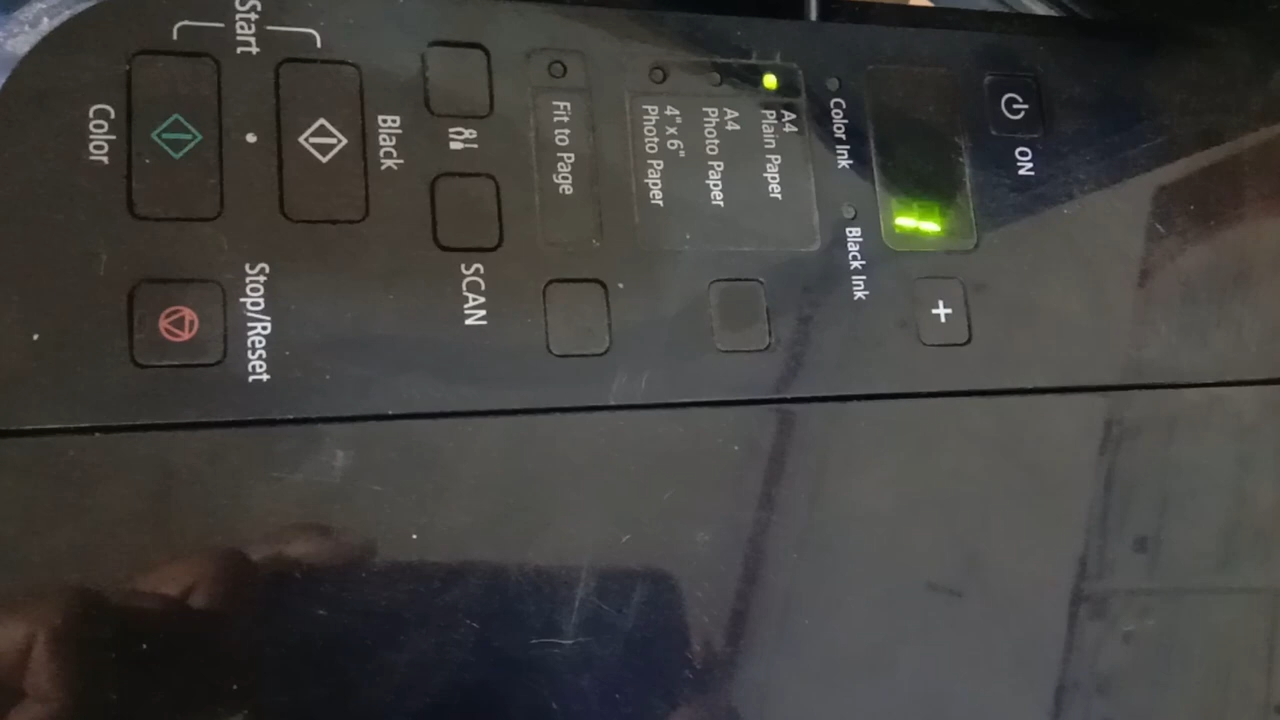 ON
+
Color Ink
Black Ink
A4
Plain Paper
A4
Photo Paper
4" x 6"
Photo Paper
Fit to Page
SCAN
Black
Start
Stop/Reset
Color